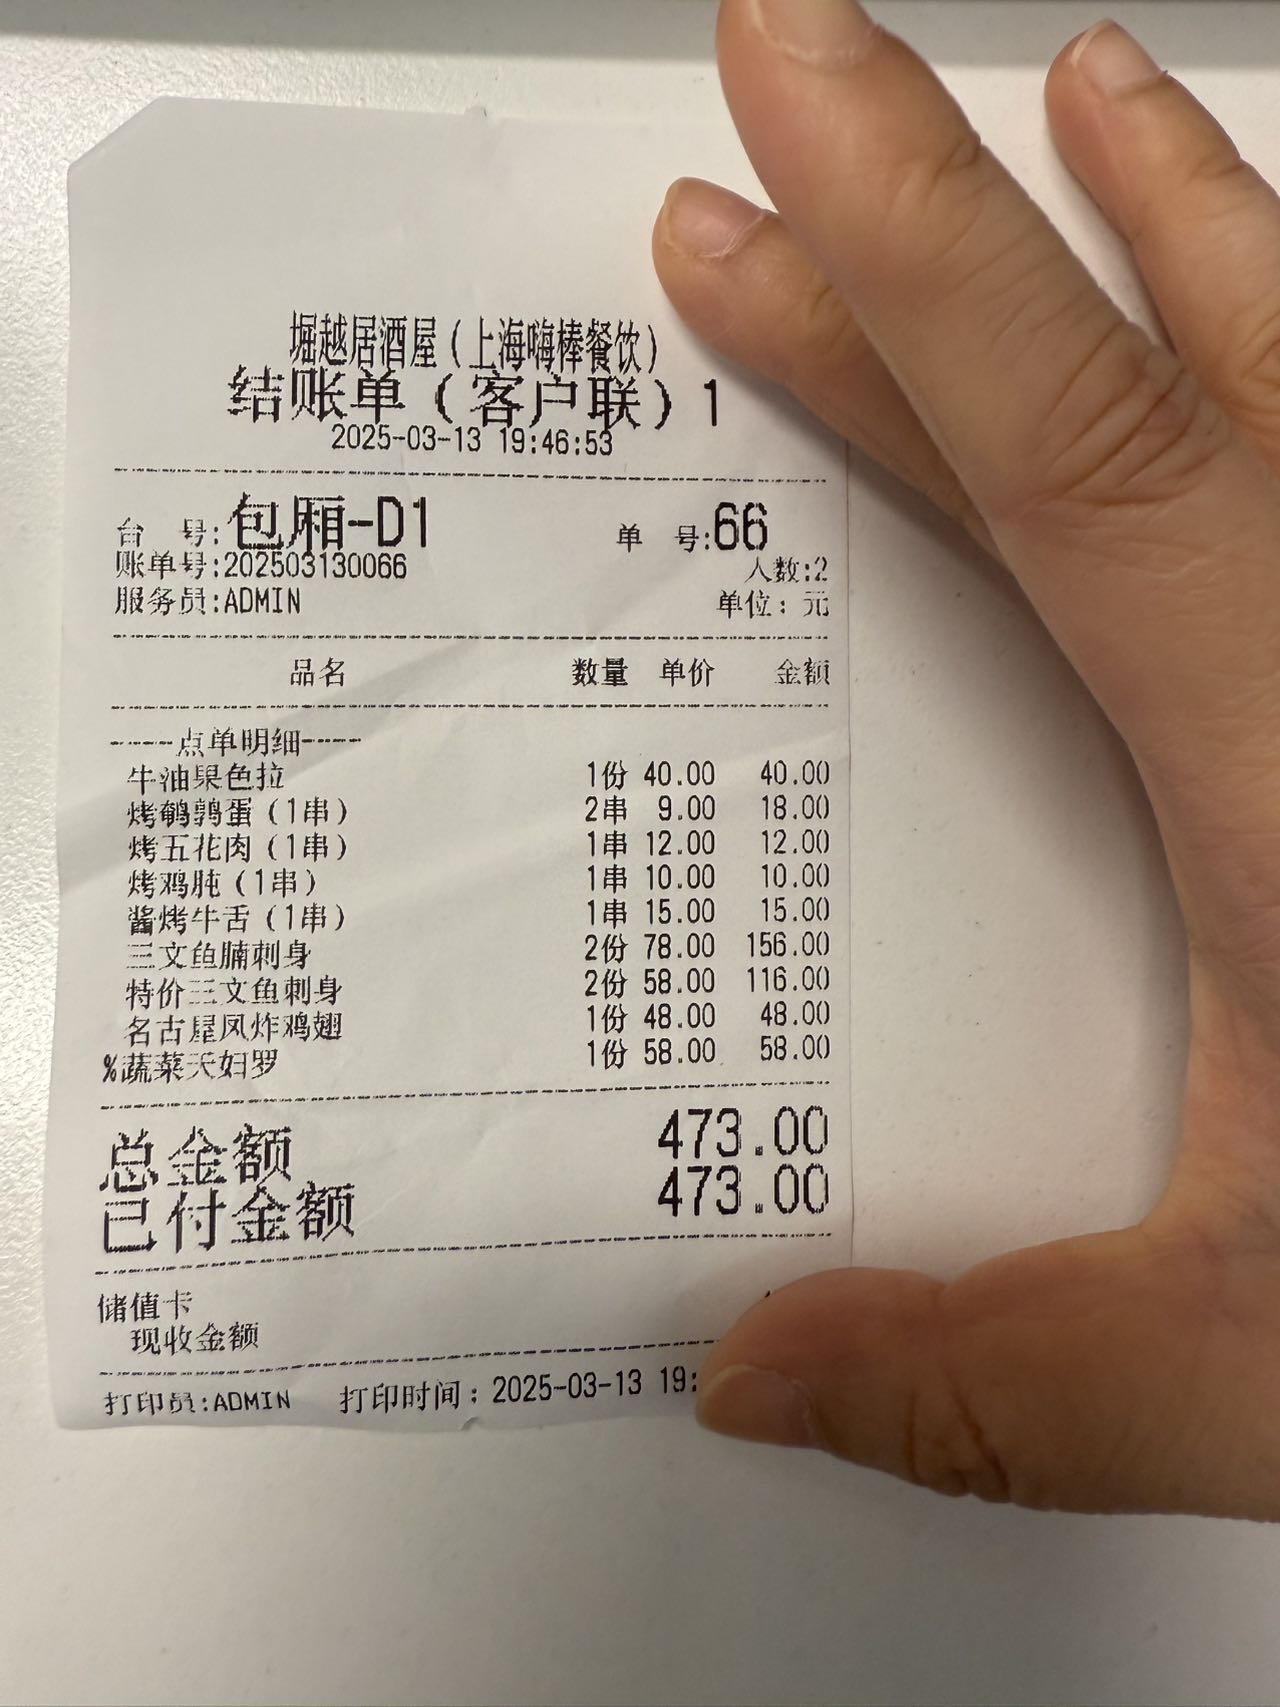 堀越居酒屋(上海嗨棒餐饮)
结账单(客户联)1
2025-03-13 19:46:53
台 号:包厢-D1 单 号:66
账单号:202503130066 人数:2
服务员:ADMIN 单位: 元
品名 数量 单价 金额
-----点单明细-----
牛油果色拉 1份 40.00 40.00
烤鹌鹑蛋(1串) 2串 9.00 18.00
烤五花肉(1串) 1串 12.00 12.00
烤鸡肫(1串) 1串 10.00 10.00
酱烤牛舌(1串) 1串 15.00 15.00
三文鱼腩刺身 2份 78.00 156.00
特价三文鱼刺身 2份 58.00 116.00
名古屋风炸鸡翅 1份 48.00 48.00
%蔬菜天妇罗 1份 58.00 58.00
总金额 473.00
已付金额 473.00
储值卡
现收金额
打印员:ADMIN 打印时间: 2025-03-13 19: